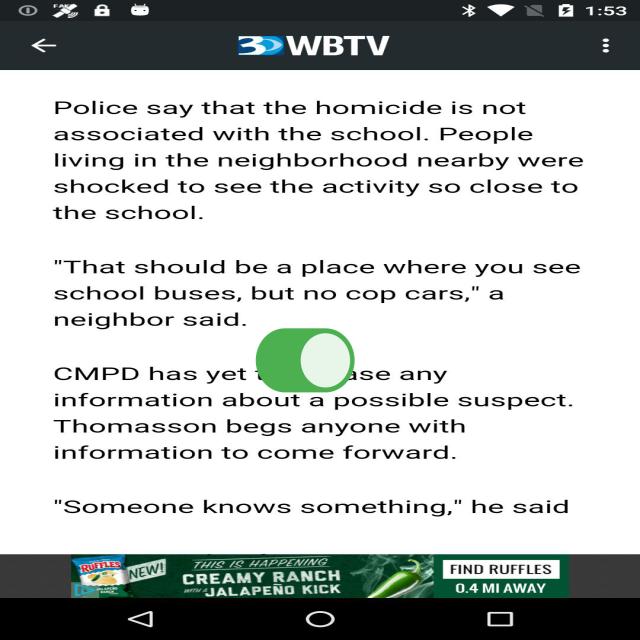 1:53
3 WBTV
Police say that the homicide is not
associated with the school. People
living in the neighborhood nearby were
shocked to see the activity so close to
the school.
"That should be a place where you see
school buses, but no cop cars," a
neighbor said.
CMPD has yet any
information about a possible suspect.
Thomasson begs anyone with
information to come forward.
"Someone knows something," he said
RUFFLES
NEW!
THIS IS HAPPENING
CREAMY RANCH
WITH A JALAPEÑO KICK
FIND RUFFLES
0.4 MI AWAY